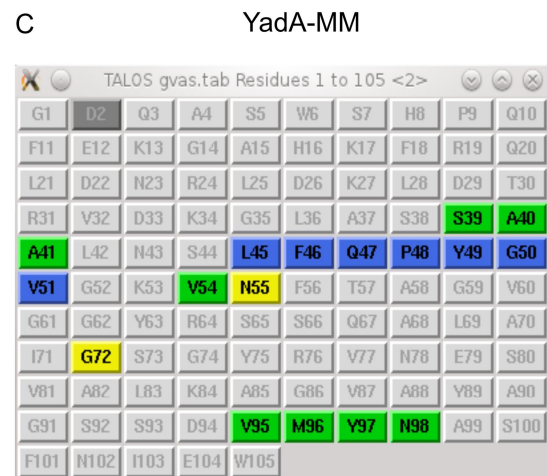 C YadA-MM
TALOS gvas.tab Residues 1 to 105 <2>
G1 D2 Q3 A4 S5 W6 S7 H8 P9 Q10
F11 E12 K13 G14 A15 H16 K17 F18 R19 Q20
L21 D22 N23 R24 L25 D26 K27 L28 D29 T30
R31 V32 D33 K34 G35 L36 A37 S38 S39 A40
A41 L42 N43 S44 L45 F46 Q47 P48 Y49 G50
V51 G52 K53 V54 N55 F56 T57 A58 G59 V60
G61 G62 Y63 R64 S65 S66 Q67 A68 L69 A70
I71 G72 S73 G74 Y75 R76 V77 N78 E79 S80
V81 A82 L83 K84 A85 G86 V87 A88 Y89 A90
G91 S92 S93 D94 V95 M96 Y97 N98 A99 S100
F101 N102 I103 E104 W105